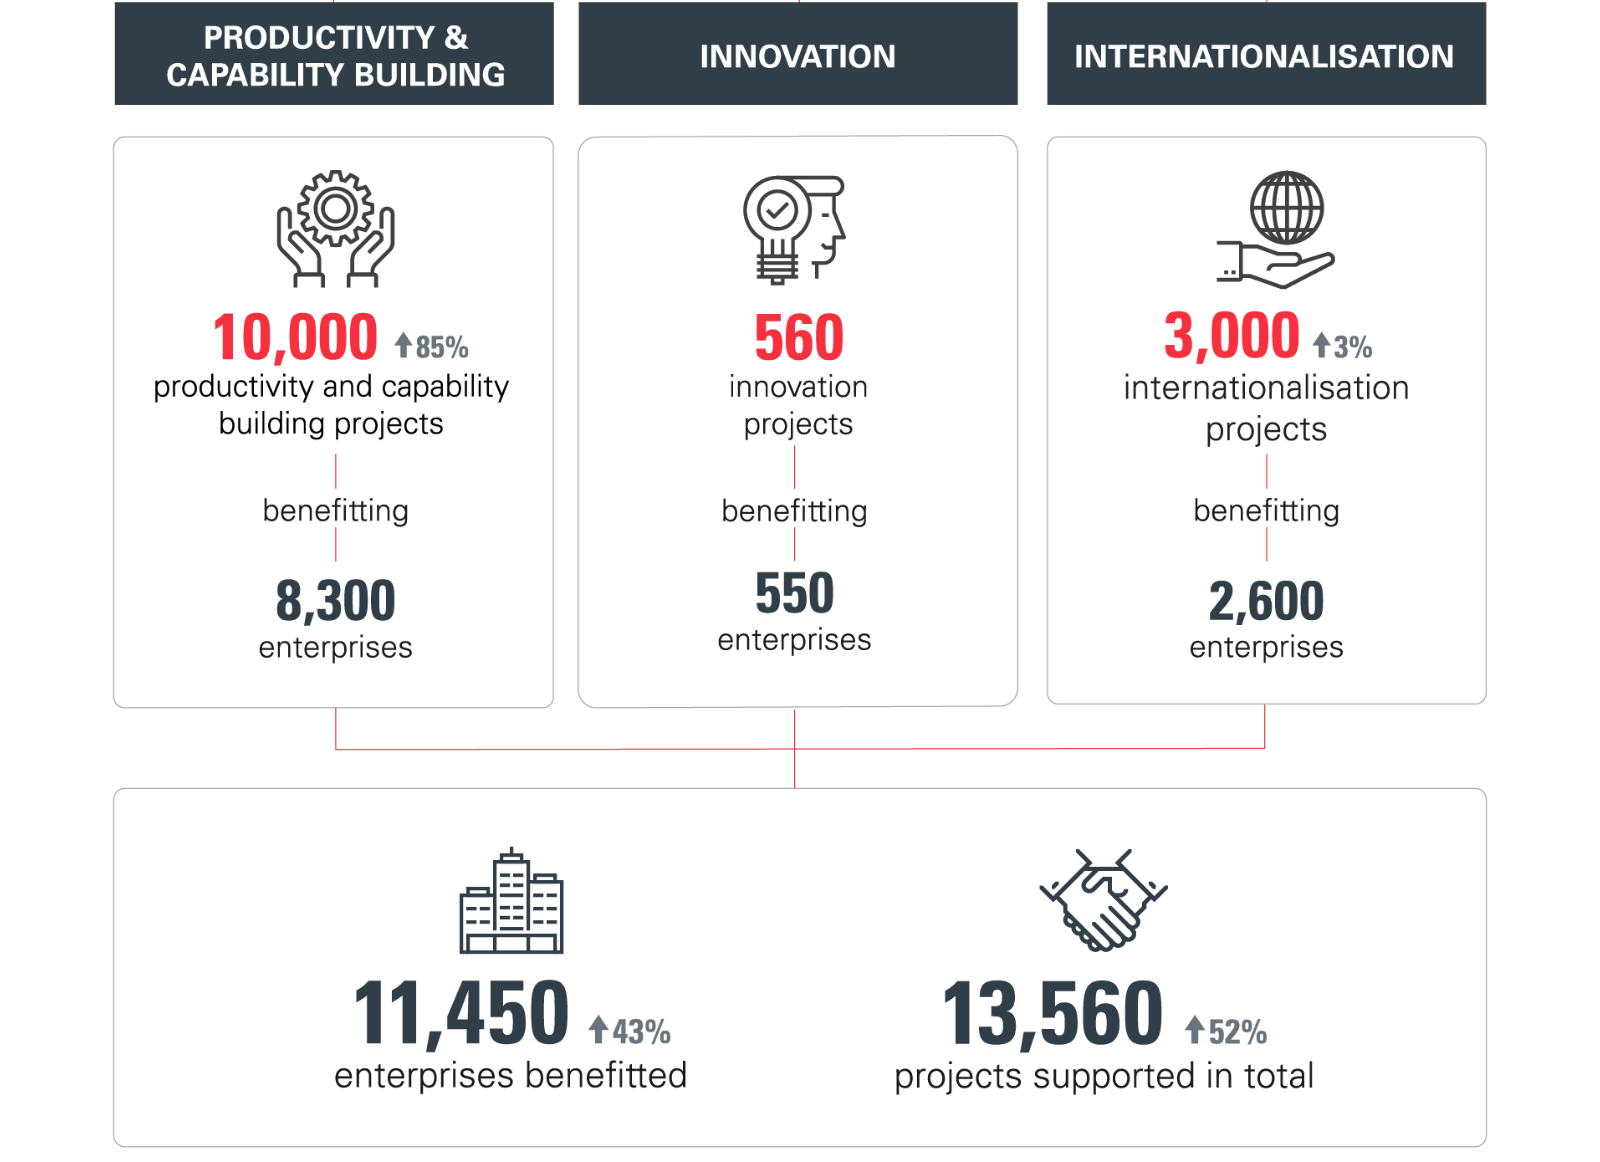 PRODUCTIVITY &
CAPABILITY BUILDING
INNOVATION
INTERNATIONALISATION
10,000 ↑85%
productivity and capability
building projects
benefitting
8,300
enterprises
560
innovation
projects
benefitting
550
enterprises
3,000 ↑3%
internationalisation
projects
benefitting
2,600
enterprises
11,450 ↑43%
enterprises benefitted
13,560 ↑52%
projects supported in total